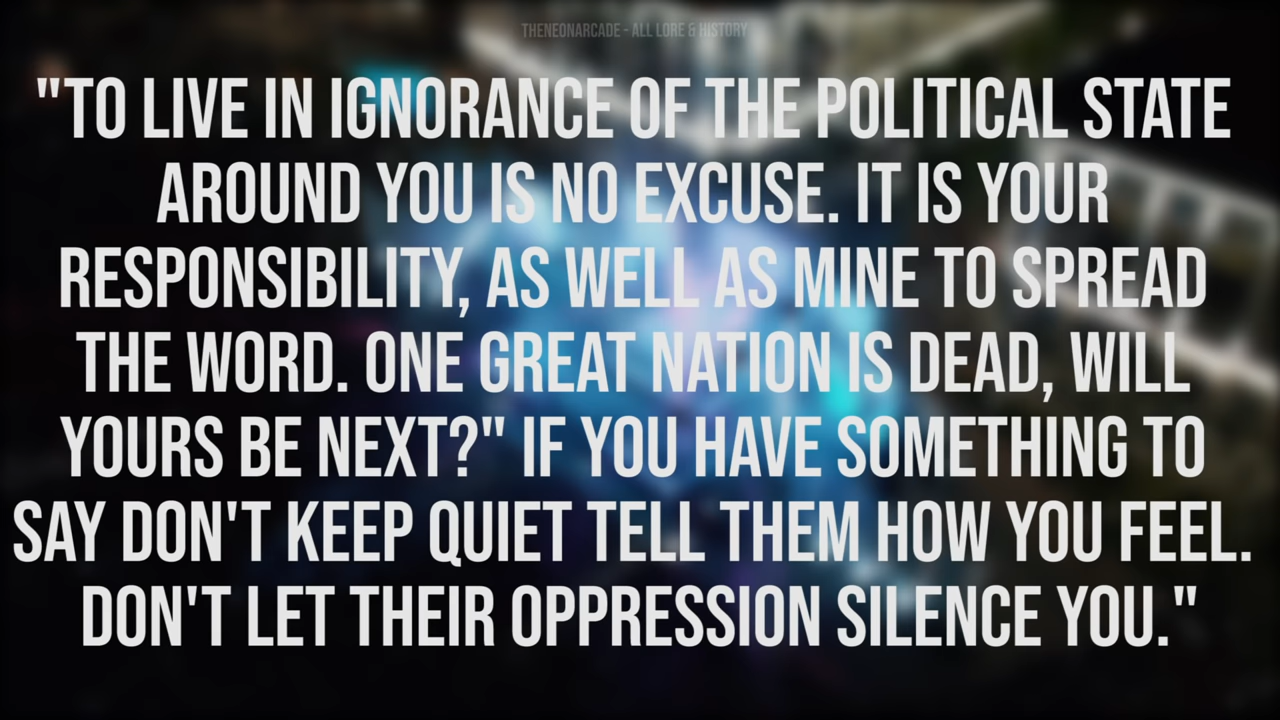 THENEONARCADE - ALL LORE & HISTORY
"TO LIVE IN IGNORANCE OF THE POLITICAL STATE
AROUND YOU IS NO EXCUSE. IT IS YOUR
RESPONSIBILITY, AS WELL AS MINE TO SPREAD
THE WORD. ONE GREAT NATION IS DEAD, WILL
YOURS BE NEXT?" IF YOU HAVE SOMETHING TO
SAY DON'T KEEP QUIET TELL THEM HOW YOU FEEL.
DON'T LET THEIR OPPRESSION SILENCE YOU."